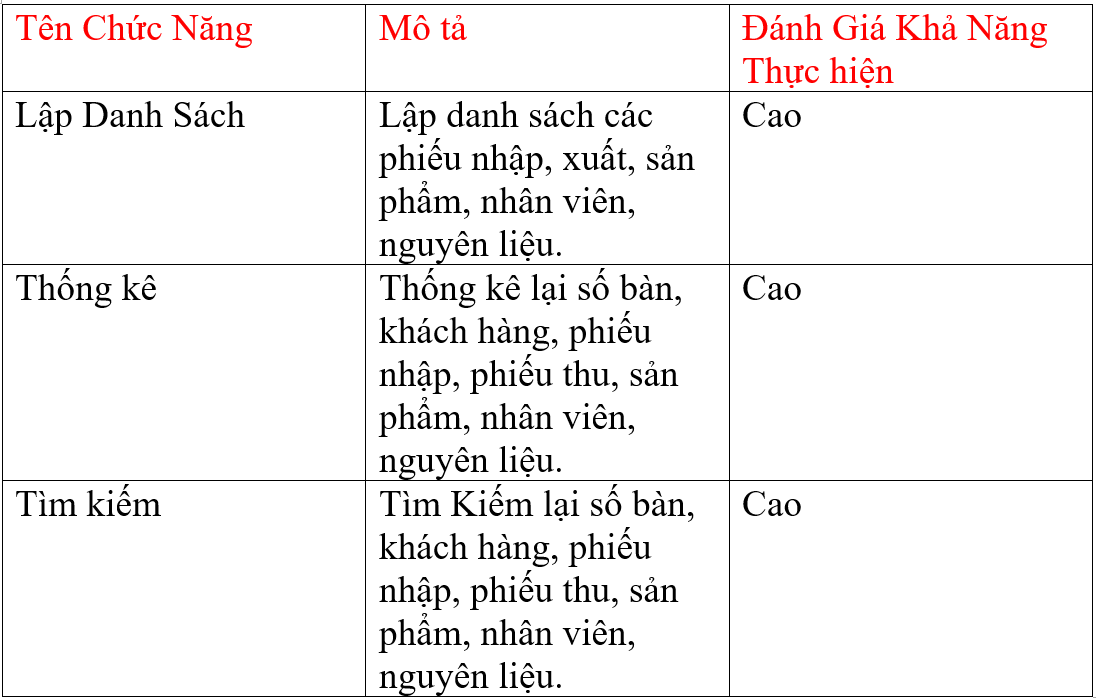 Tên Chức Năng
Mô tả
Đánh Giá Khả Năng
Thực hiện
Lập Danh Sách
Lập danh sách các
phiếu nhập, xuất, sản
phẩm, nhân viên,
nguyên liệu.
Cao
Thống kê
Thống kê lại số bàn,
khách hàng, phiếu
nhập, phiếu thu, sản
phẩm, nhân viên,
nguyên liệu.
Cao
Tìm kiếm
Tìm Kiếm lại số bàn,
khách hàng, phiếu
nhập, phiếu thu, sản
phẩm, nhân viên,
nguyên liệu.
Cao